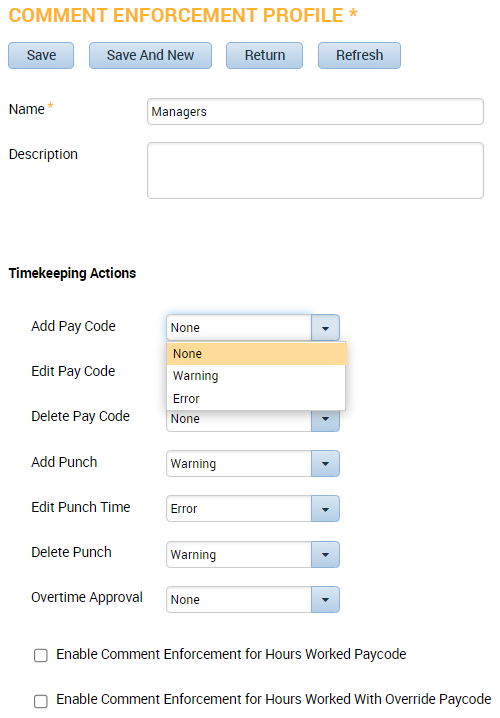 COMMENT ENFORCEMENT PROFILE *
Save Save And New Return Refresh
Name * Managers
Description
Timekeeping Actions
Add Pay Code None
None
Edit Pay Code Warning
Error
Delete Pay Code None
Add Punch Warning
Edit Punch Time Error
Delete Punch Warning
Overtime Approval None
Enable Comment Enforcement for Hours Worked Paycode
Enable Comment Enforcement for Hours Worked With Override Paycode